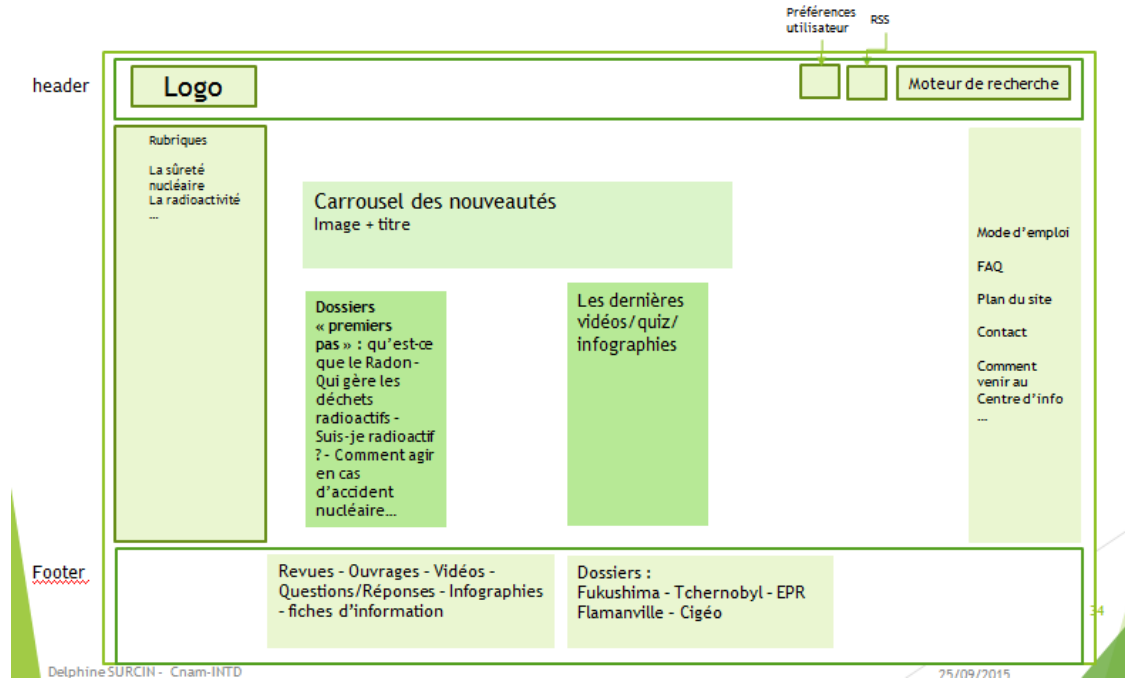 Préférences
utilisateur
RSS
header
Logo
Moteur de recherche
Rubriques
La sûreté
nucléaire
La radioactivité
...
Carrousel des nouveautés
Image + titre
Dossiers
« premiers
pas » : qu'est-ce
que le Radon–
Qui gère les
déchets
radioactifs –
Suis-je radioactif
? – Comment agir
en cas
d'accident
nucléaire...
Les dernières
vidéos/quiz/
infographies
Mode d'emploi
FAQ
Plan du site
Contact
Comment
venir au
Centre d'info
...
Footer
Revues – Ouvrages – Vidéos –
Questions/Réponses – Infographies
– fiches d'information
Dossiers :
Fukushima – Tchernobyl – EPR
Flamanville – Cigéo
34
Delphine SURCIN – Cnam-INTD
25/09/2015